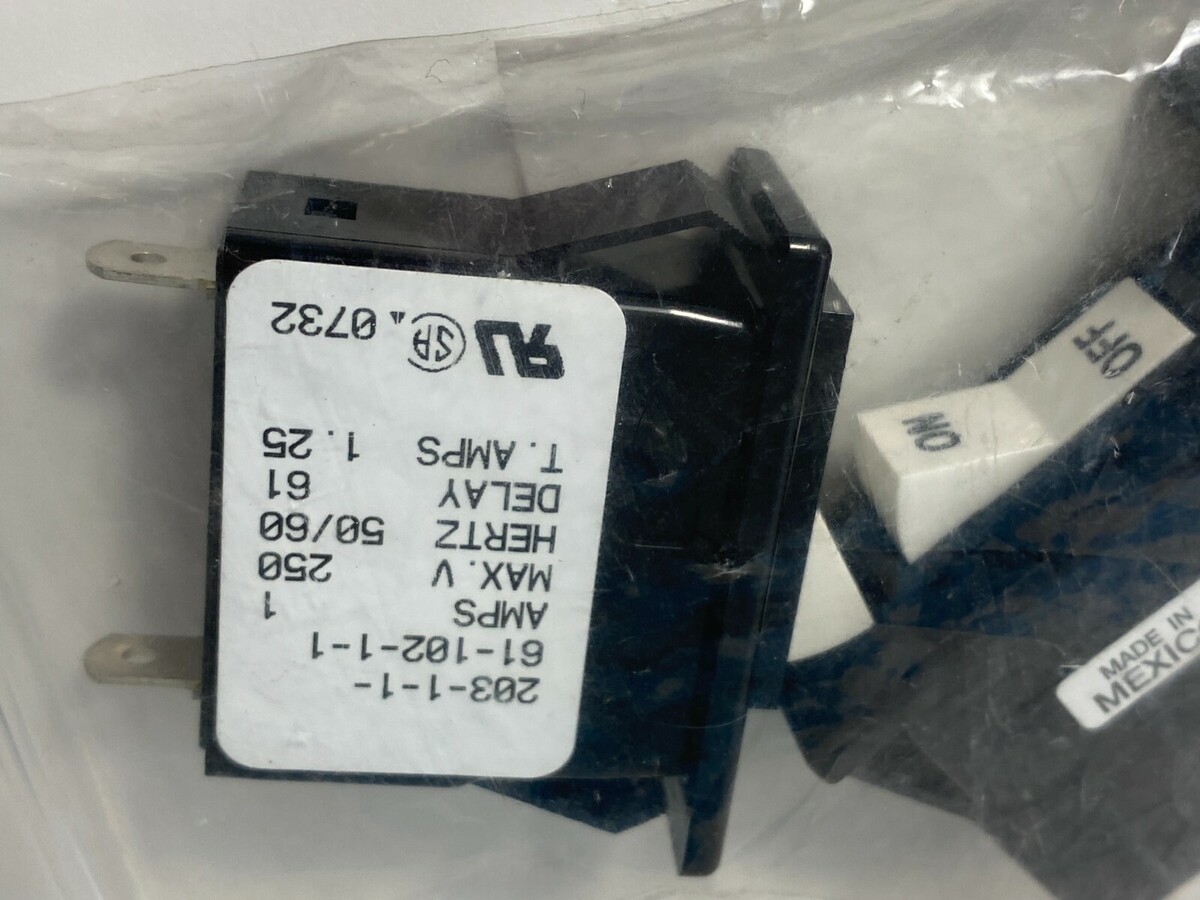 203-1-1-
61-102-1-1
AMPS 1
MAX.V 250
HERTZ 50/60
DELAY 61
T. AMPS 1.25
0732
ON
OFF
MADE IN
MEXICO